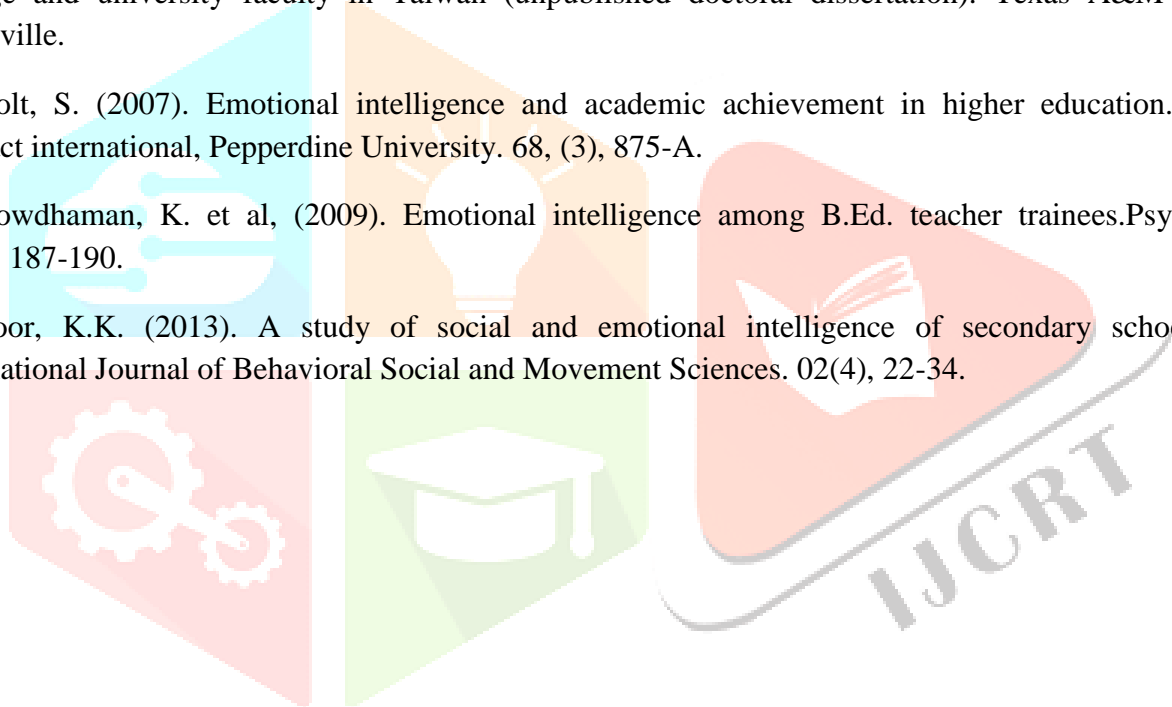 ge and university faculty in Taiwan (unpublished doctoral dissertation). Texas A&M
ville.
olt, S. (2007). Emotional intelligence and academic achievement in higher education.
ct international, Pepperdine University. 68, (3), 875-A.
owdhaman, K. et al, (2009). Emotional intelligence among B.Ed. teacher trainees.Psy
187-190.
oor, K.K. (2013). A study of social and emotional intelligence of secondary schoo
ational Journal of Behavioral Social and Movement Sciences. 02(4), 22-34.
IJCRT